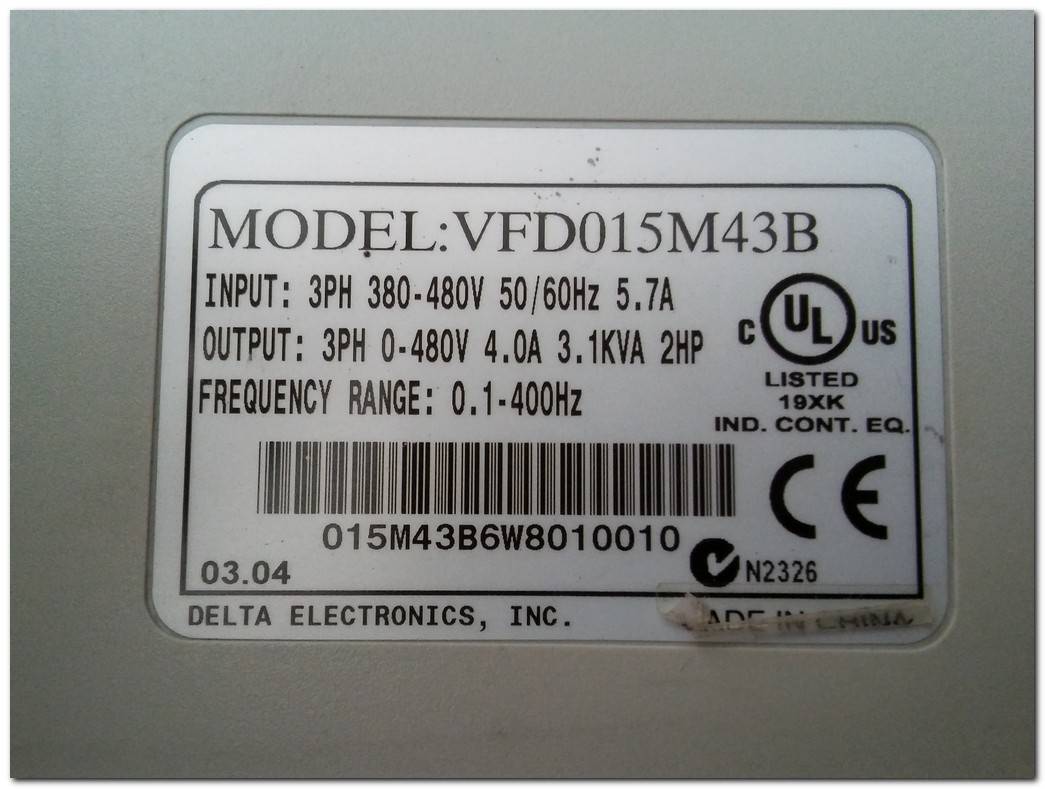 MODEL:VFD015M43B
INPUT: 3PH 380-480V 50/60Hz 5.7A
OUTPUT: 3PH 0-480V 4.0A 3.1KVA 2HP
FREQUENCY RANGE: 0.1-400Hz
C UL US
LISTED
19XK
IND. CONT. EQ.
015M43B6W8010010
CE
N2326
03.04
DELTA ELECTRONICS, INC.
MADE IN CHINA